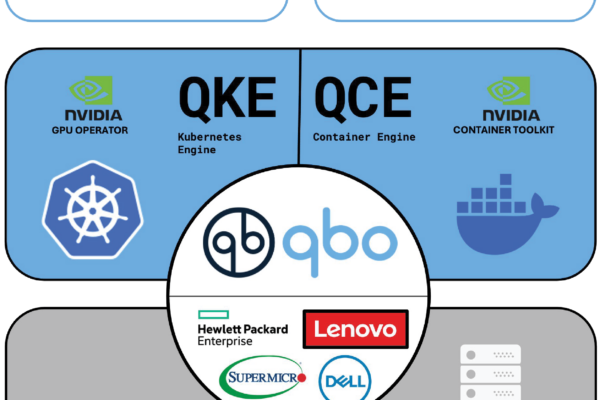 NVIDIA
GPU OPERATOR
QKE
Kubernetes
Engine
QCE
Container Engine
NVIDIA
CONTAINER TOOLKIT
qb qbo
Hewlett Packard
Enterprise
Lenovo
SUPERMICRO
DELL